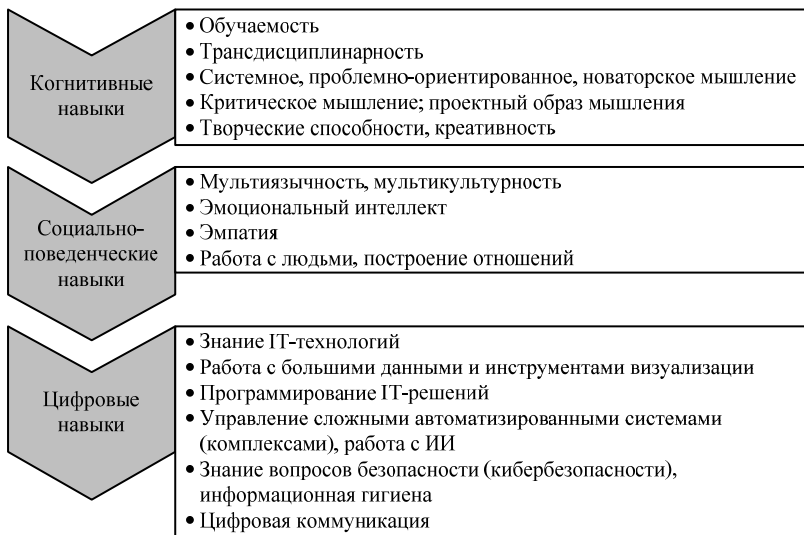 Когнитивные
навыки
• Обучаемость
• Трансдисциплинарность
• Системное, проблемно-ориентированное, новаторское мышление
• Критическое мышление; проектный образ мышления
• Творческие способности, креативность
Социально-
поведенческие
навыки
• Мультиязычность, мультикультурность
• Эмоциональный интеллект
• Эмпатия
• Работа с людьми, построение отношений
Цифровые
навыки
• Знание IT-технологий
• Работа с большими данными и инструментами визуализации
• Программирование IT-решений
• Управление сложными автоматизированными системами
(комплексами), работа с ИИ
• Знание вопросов безопасности (кибербезопасности),
информационная гигиена
• Цифровая коммуникация